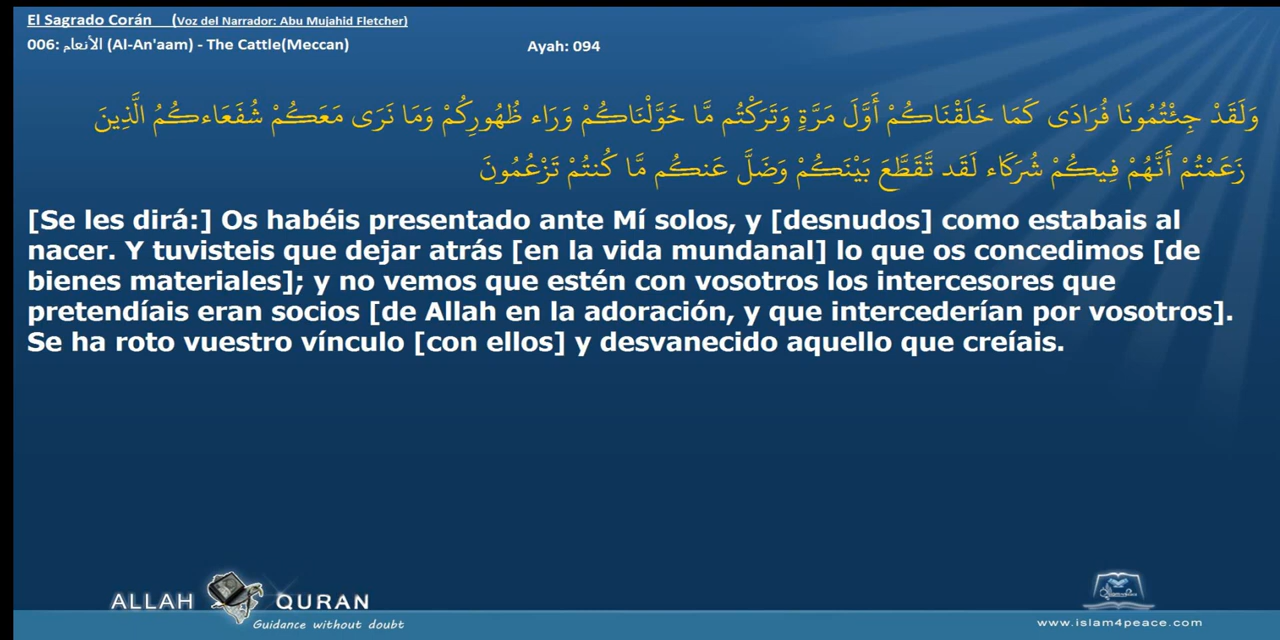 El Sagrado Corán (Voz del Narrador: Abu Mujahid Fletcher)
006: الأنعام (Al-An'aam) - The Cattle(Meccan) Ayah: 094
وَلَقَدْ جِئْتُمُونَا فُرَادَى كَمَا خَلَقْنَاكُمْ أَوَّلَ مَرَّةٍ وَتَرَكْتُم مَّا خَوَّلْنَاكُمْ وَرَاء ظُهُورِكُمْ وَمَا نَرَى مَعَكُمْ شُفَعَاءكُمُ الَّذِينَ
زَعَمْتُمْ أَنَّهُمْ فِيكُمْ شُرَكَاء لَقَد تَّقَطَّعَ بَيْنَكُمْ وَضَلَّ عَنكُم مَّا كُنتُمْ تَزْعُمُونَ
[Se les dirá:] Os habéis presentado ante Mí solos, y [desnudos] como estabais al
nacer. Y tuvisteis que dejar atrás [en la vida mundanal] lo que os concedimos [de
bienes materiales]; y no vemos que estén con vosotros los intercesores que
pretendíais eran socios [de Allah en la adoración, y que intercederían por vosotros].
Se ha roto vuestro vínculo [con ellos] y desvanecido aquello que creíais.
ALLAH QURAN
Guidance without doubt
www.islam4peace.com